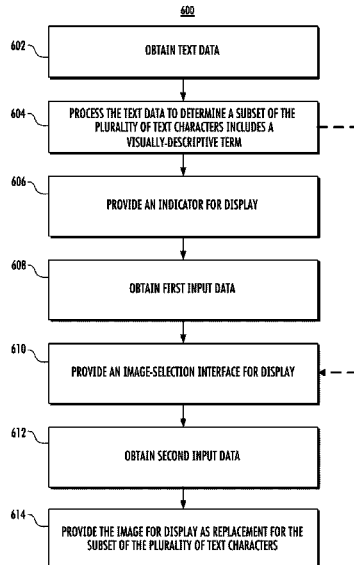 600
602
OBTAIN TEXT DATA
604
PROCESS THE TEXT DATA TO DETERMINE A SUBSET OF THE
PLURALITY OF TEXT CHARACTERS INCLUDES A
VISUALLY-DESCRIPTIVE TERM
606
PROVIDE AN INDICATOR FOR DISPLAY
608
OBTAIN FIRST INPUT DATA
610
PROVIDE AN IMAGE-SELECTION INTERFACE FOR DISPLAY
612
OBTAIN SECOND INPUT DATA
614
PROVIDE THE IMAGE FOR DISPLAY AS REPLACEMENT FOR THE
SUBSET OF THE PLURALITY OF TEXT CHARACTERS